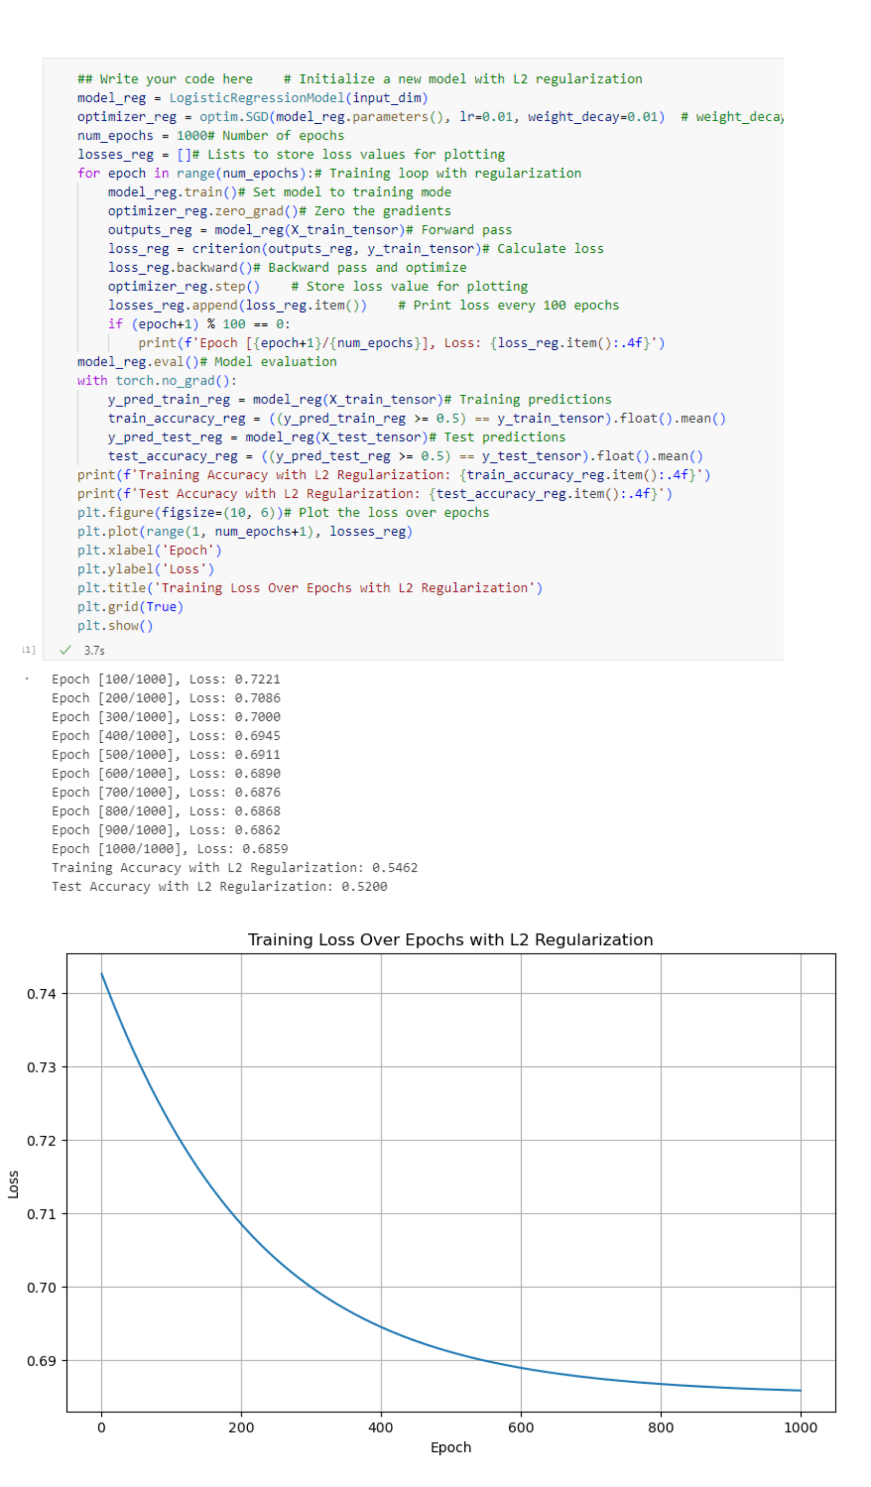 ## Write your code here    # Initialize a new model with L2 regularization
model_reg = LogisticRegressionModel(input_dim)
optimizer_reg = optim.SGD(model_reg.parameters(), lr=0.01, weight_decay=0.01)  # weight_decay
num_epochs = 1000# Number of epochs
losses_reg = []# Lists to store loss values for plotting
for epoch in range(num_epochs):# Training loop with regularization
    model_reg.train()# Set model to training mode
    optimizer_reg.zero_grad()# Zero the gradients
    outputs_reg = model_reg(X_train_tensor)# Forward pass
    loss_reg = criterion(outputs_reg, y_train_tensor)# Calculate loss
    loss_reg.backward()# Backward pass and optimize
    optimizer_reg.step()    # Store loss value for plotting
    losses_reg.append(loss_reg.item())    # Print loss every 100 epochs
    if (epoch+1) % 100 == 0:
        print(f'Epoch [{epoch+1}/{num_epochs}], Loss: {loss_reg.item():.4f}')
model_reg.eval()# Model evaluation
with torch.no_grad():
    y_pred_train_reg = model_reg(X_train_tensor)# Training predictions
    train_accuracy_reg = ((y_pred_train_reg >= 0.5) == y_train_tensor).float().mean()
    y_pred_test_reg = model_reg(X_test_tensor)# Test predictions
    test_accuracy_reg = ((y_pred_test_reg >= 0.5) == y_test_tensor).float().mean()
print(f'Training Accuracy with L2 Regularization: {train_accuracy_reg.item():.4f}')
print(f'Test Accuracy with L2 Regularization: {test_accuracy_reg.item():.4f}')
plt.figure(figsize=(10, 6))# Plot the loss over epochs
plt.plot(range(1, num_epochs+1), losses_reg)
plt.xlabel('Epoch')
plt.ylabel('Loss')
plt.title('Training Loss Over Epochs with L2 Regularization')
plt.grid(True)
plt.show()
11] ✓ 3.7s
Epoch [100/1000], Loss: 0.7221
Epoch [200/1000], Loss: 0.7086
Epoch [300/1000], Loss: 0.7000
Epoch [400/1000], Loss: 0.6945
Epoch [500/1000], Loss: 0.6911
Epoch [600/1000], Loss: 0.6890
Epoch [700/1000], Loss: 0.6876
Epoch [800/1000], Loss: 0.6868
Epoch [900/1000], Loss: 0.6862
Epoch [1000/1000], Loss: 0.6859
Training Accuracy with L2 Regularization: 0.5462
Test Accuracy with L2 Regularization: 0.5200
Training Loss Over Epochs with L2 Regularization
0.74
0.73
0.72
0.71
0.70
0.69
Loss
0 200 400 600 800 1000
Epoch